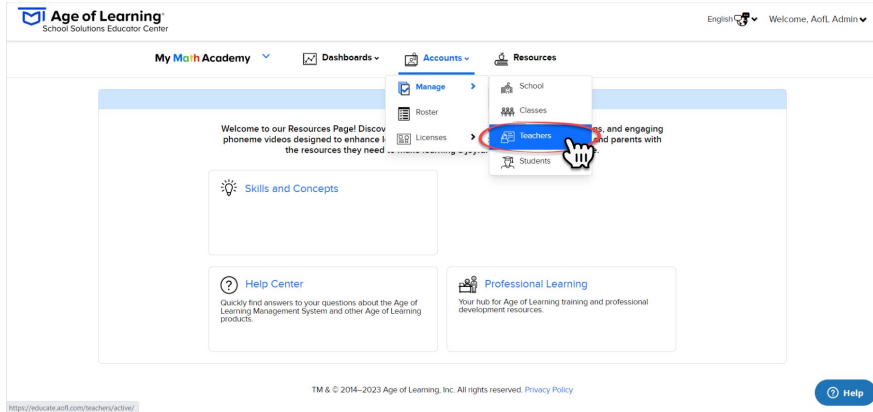 Age of Learning®
School Solutions Educator Center
English
Welcome, AofL Admin
My Math Academy
Dashboards
Accounts
Resources
Manage
School
Roster
Classes
Licenses
Teachers
Students
Welcome to our Resources Page! Discov
ns, and engaging
phoneme videos designed to enhance l
and parents with
the resources they need
Skills and Concepts
Help Center
Quickly find answers to your questions about the Age of
Learning Management System and other Age of Learning
products.
Professional Learning
Your hub for Age of Learning training and professional
development resources.
TM & © 2014–2023 Age of Learning, Inc. All rights reserved. Privacy Policy
Help
https://educate.aofl.com/teachers/active/